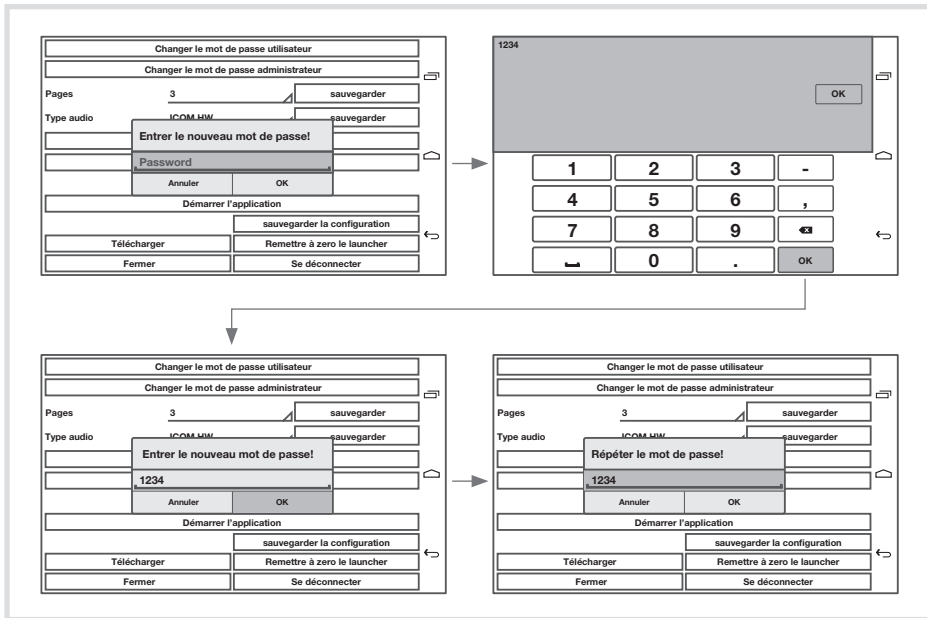 Changer le mot de passe utilisateur
Changer le mot de passe administrateur
Pages 3 sauvegarder
Type audio ICOM HW sauvegarder
Entrer le nouveau mot de passe!
Password
Annuler OK
Démarrer l'application
sauvegarder la configuration
Télécharger Remettre à zero le launcher
Fermer Se déconnecter
1234
OK
1 2 3 -
4 5 6 ,
7 8 9
0 . OK
Changer le mot de passe utilisateur
Changer le mot de passe administrateur
Pages 3 sauvegarder
Type audio ICOM HW sauvegarder
Entrer le nouveau mot de passe!
1234
Annuler OK
Démarrer l'application
sauvegarder la configuration
Télécharger Remettre à zero le launcher
Fermer Se déconnecter
Changer le mot de passe utilisateur
Changer le mot de passe administrateur
Pages 3 sauvegarder
Type audio ICOM HW sauvegarder
Répéter le mot de passe!
1234
Annuler OK
Démarrer l'application
sauvegarder la configuration
Télécharger Remettre à zero le launcher
Fermer Se déconnecter